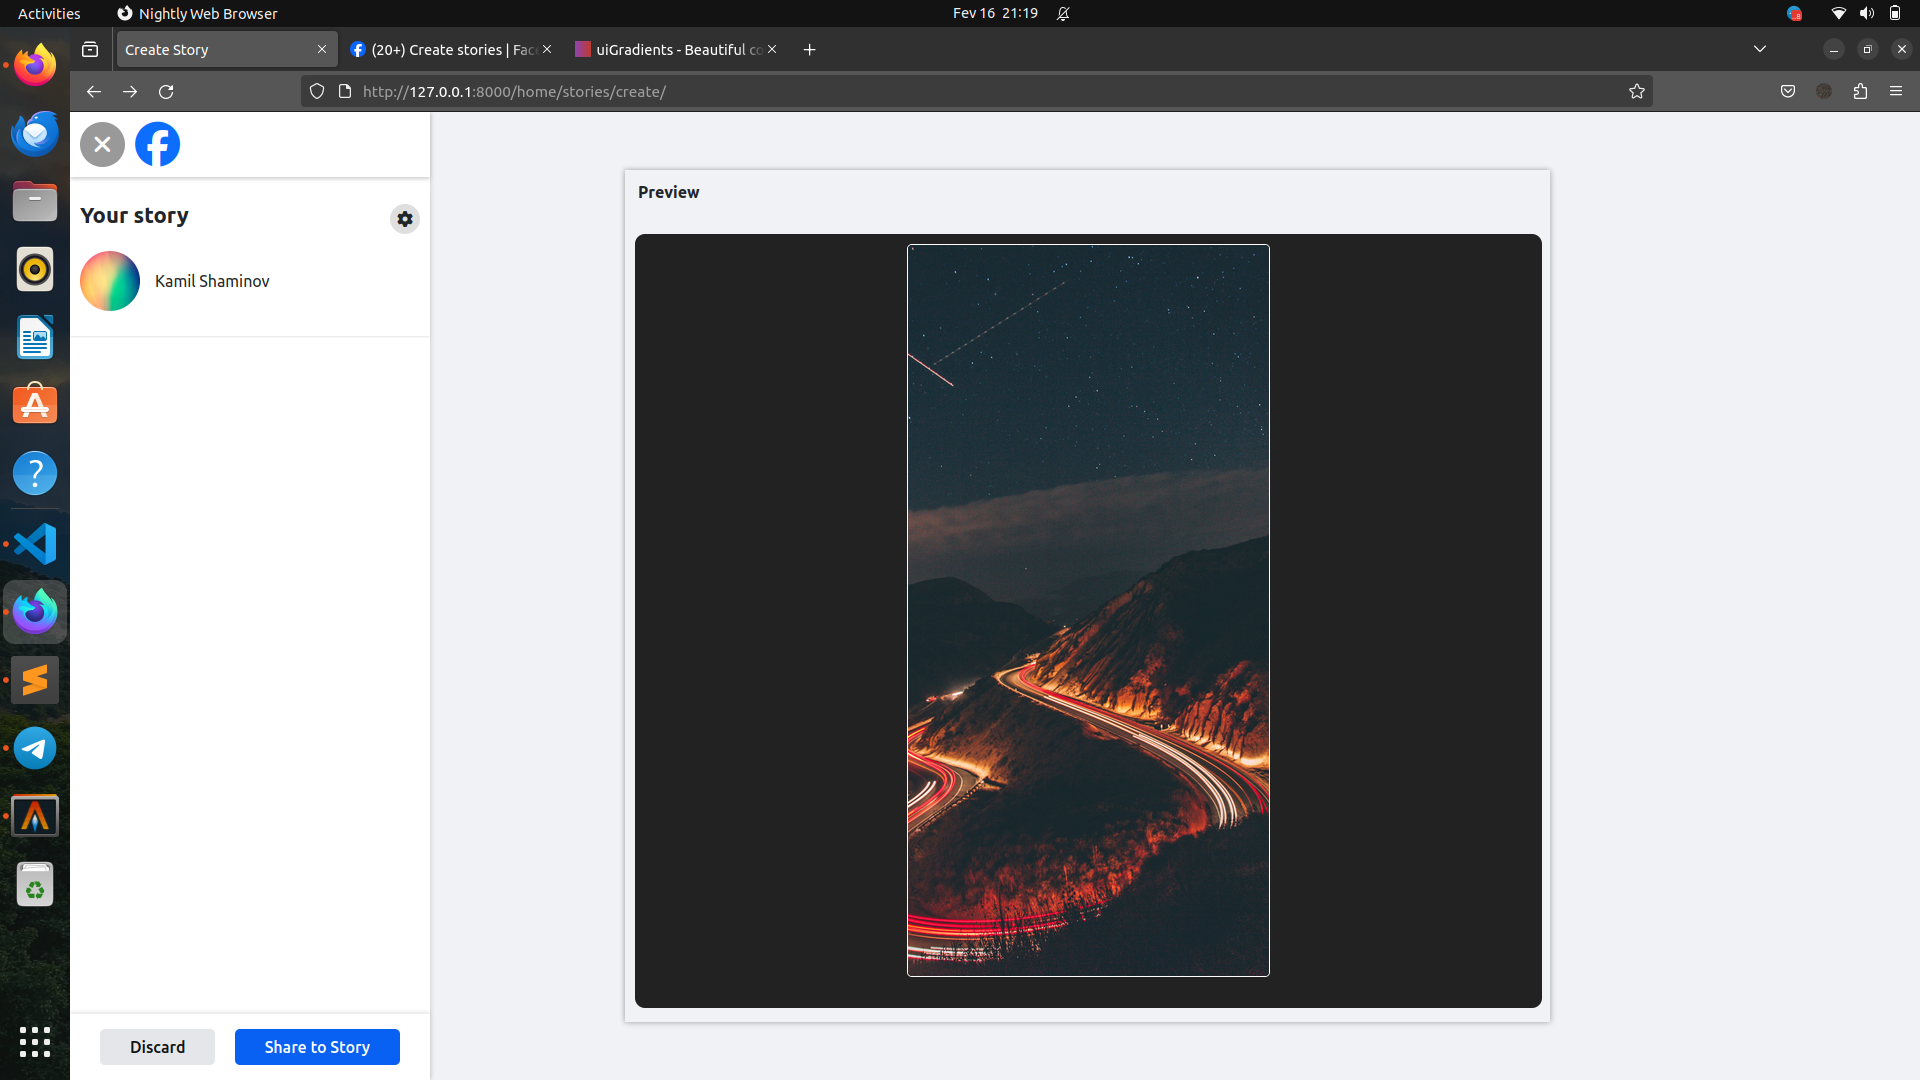 Activities
Nightly Web Browser
Fev 16 21:19
Create Story
(20+) Create stories | Fac
uiGradients - Beautiful co
http://127.0.0.1:8000/home/stories/create/
Your story
Kamil Shaminov
Discard
Share to Story
Preview